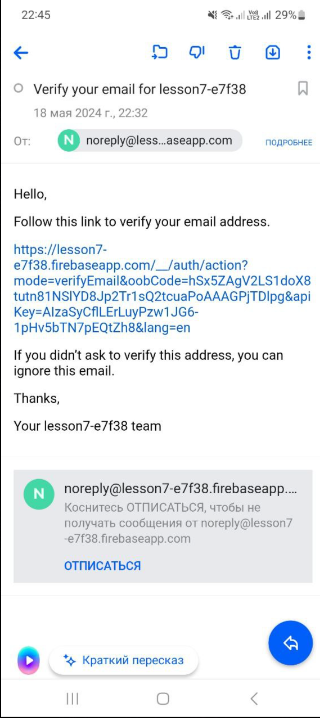 22:45
29%
Verify your email for lesson7-e7f38
18 мая 2024 г., 22:32
От:
N
noreply@less...aseapp.com
ПОДРОБНЕЕ
Hello,
Follow this link to verify your email address.
https://lesson7-
e7f38.firebaseapp.com/__/auth/action?
mode=verifyEmail&oobCode=hSx5ZAgV2LS1doX8
tutn81NSlYD8Jp2Tr1sQ2tcuaPoAAAGPjTDlpg&api
Key=AIzaSyCflLErLuyPzw1JG6-
1pHv5bTN7pEQtZh8&lang=en
If you didn't ask to verify this address, you can
ignore this email.
Thanks,
Your lesson7-e7f38 team
N
noreply@lesson7-e7f38.firebaseapp....
Коснитесь ОТПИСАТЬСЯ, чтобы не
получать сообщения от noreply@lesson7
-e7f38.firebaseapp.com
ОТПИСАТЬСЯ
Краткий пересказ